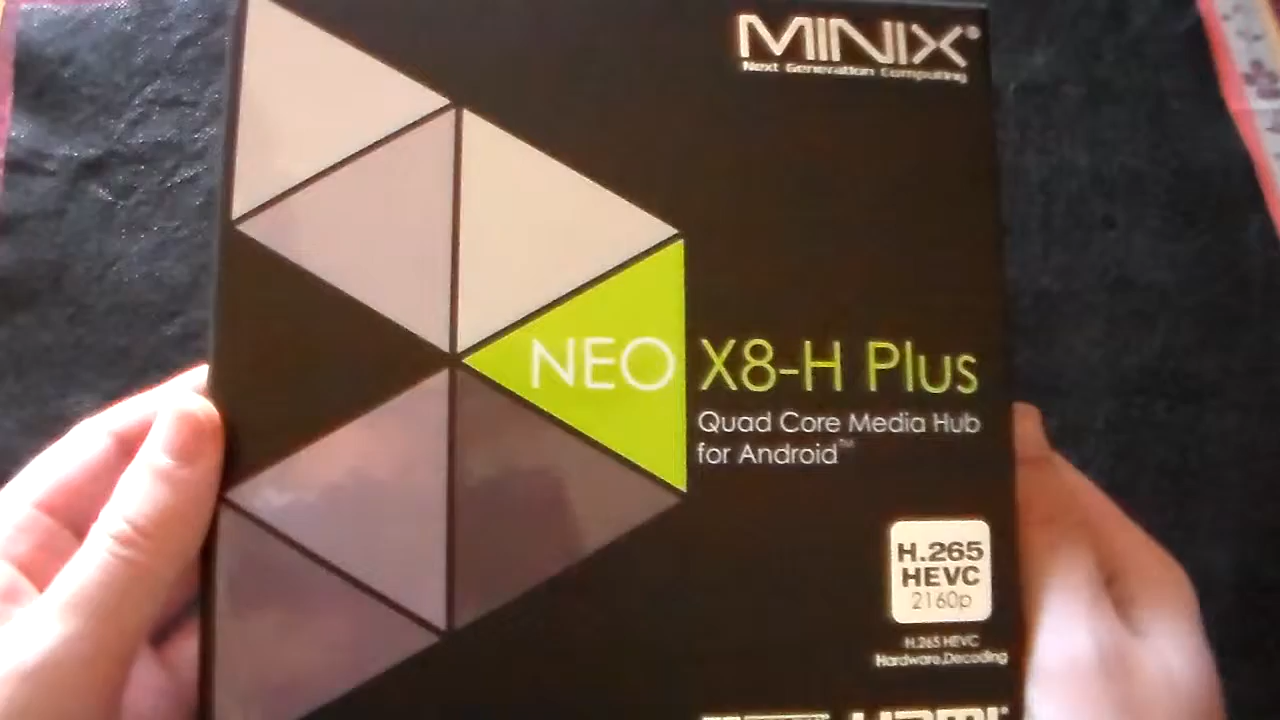 MINIX®
Next Generation Computing
NEO X8-H Plus
Quad Core Media Hub
for Android™
H.265
HEVC
2160p
H.265 HEVC
Hardware Decoding
HDMI